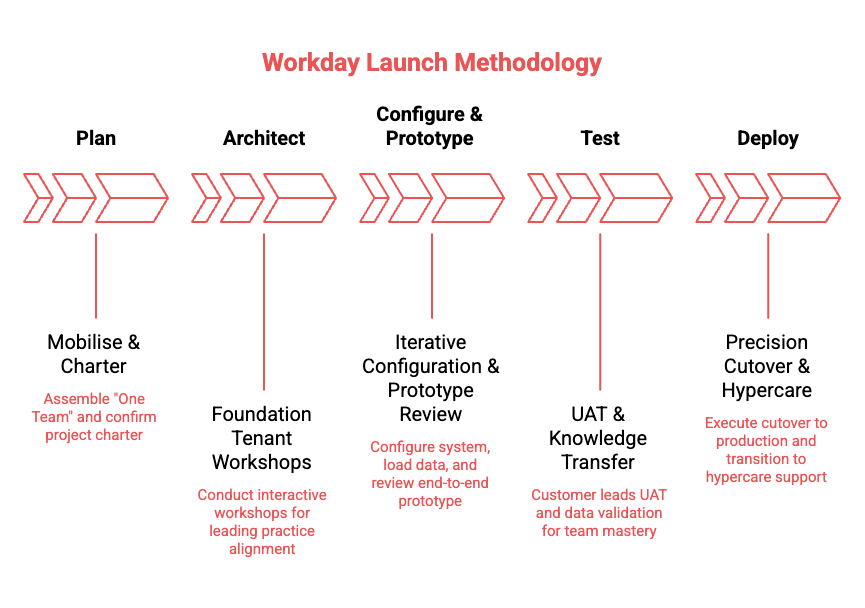 Workday Launch Methodology
Plan
Architect
Configure &
Prototype
Test
Deploy
Mobilise &
Charter
Assemble "One
Team" and confirm
project charter
Foundation
Tenant
Workshops
Conduct interactive
workshops for
leading practice
alignment
Iterative
Configuration &
Prototype
Review
Configure system,
load data, and
review end-to-end
prototype
UAT &
Knowledge
Transfer
Customer leads UAT
and data validation
for team mastery
Precision
Cutover &
Hypercare
Execute cutover to
production and
transition to
hypercare support